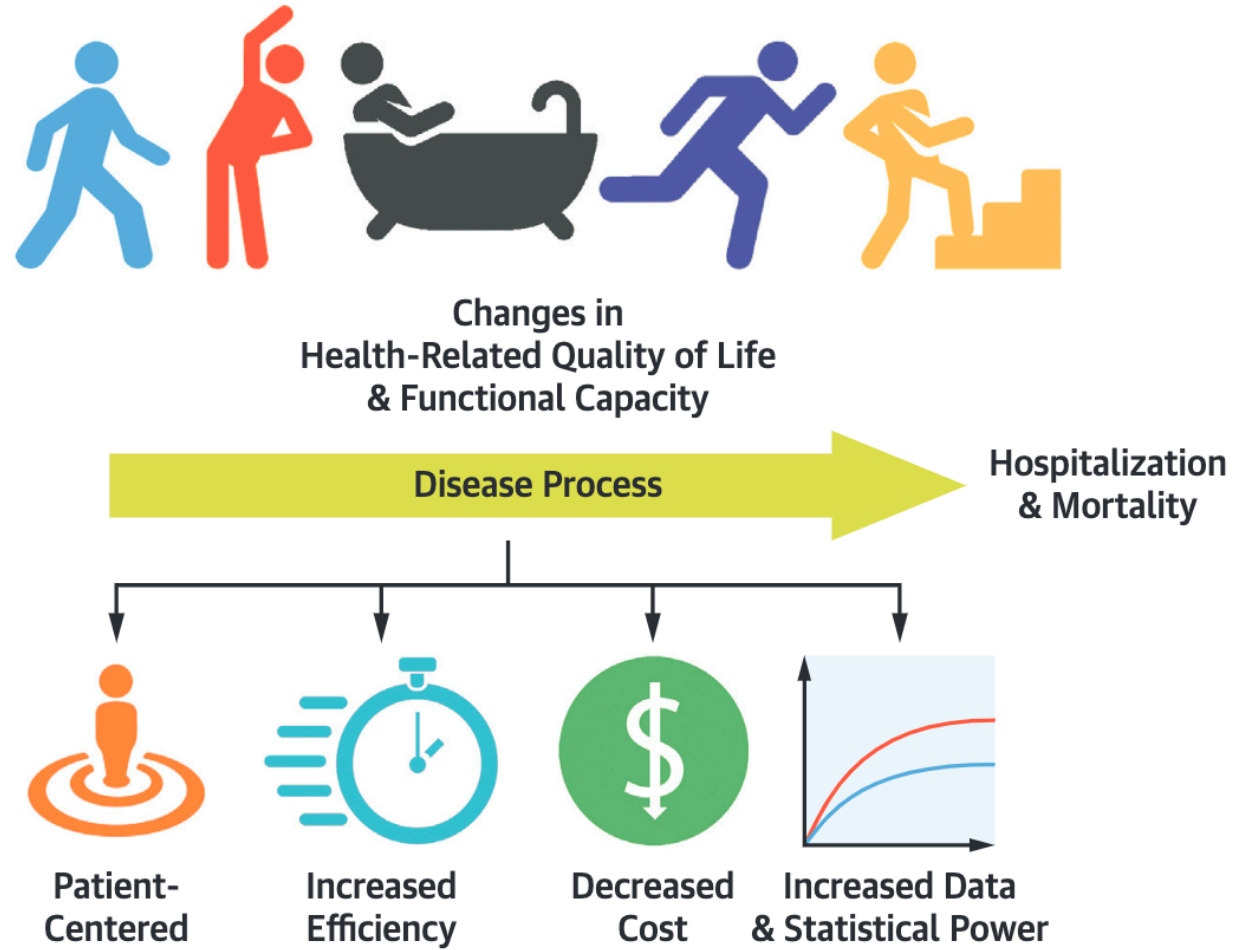 Changes in
Health-Related Quality of Life
& Functional Capacity
Disease Process
Hospitalization
& Mortality
Patient-
Centered
Increased
Efficiency
Decreased
Cost
Increased Data
& Statistical Power